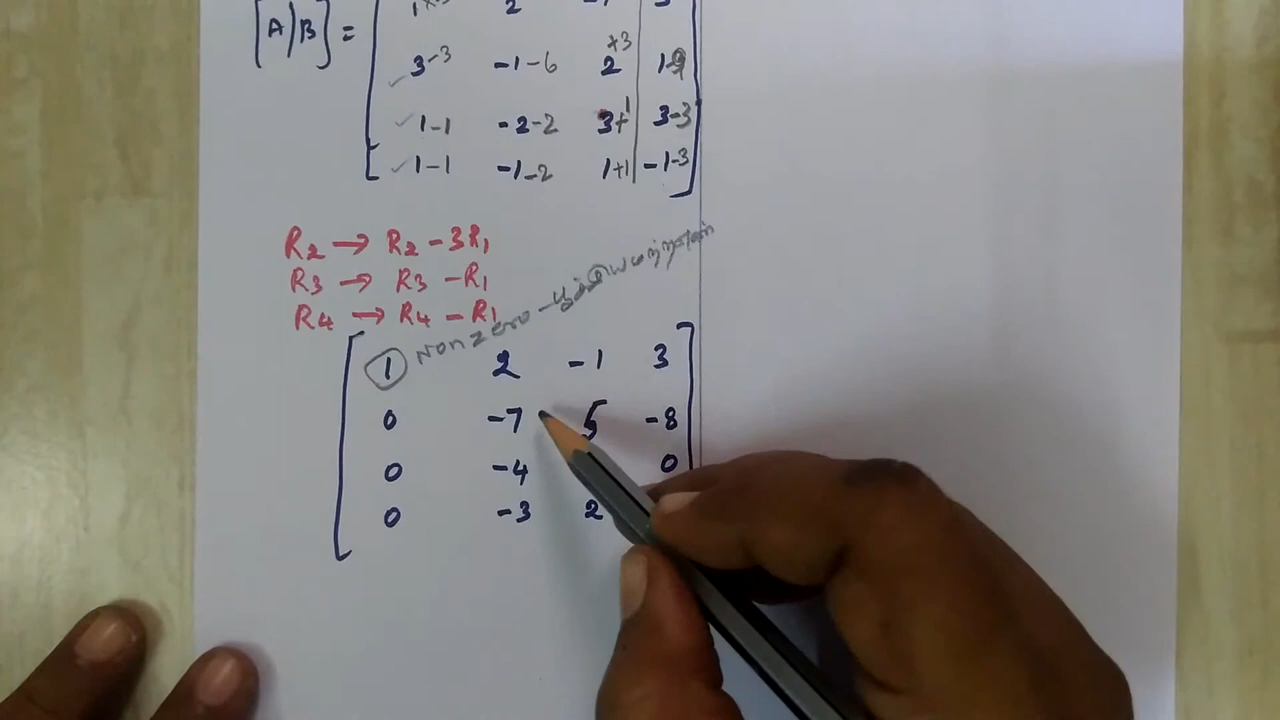 [A|B] =
3-3 -1-6 2+3 1-9
1-1 -2-2 3+1 3-3
1-1 -1-2 1+1 -1-3
R2 → R2 - 3R1
R3 → R3 - R1
R4 → R4 - R1
Non zero -
1 2 -1 3
0 -7 5 -8
0 -4 0
0 -3 2